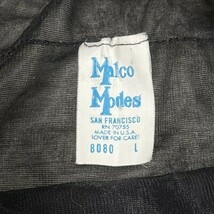 Malco
Modes
SAN FRANCISCO
RN 70755
MADE IN U.S.A.
(OVER FOR CARE)
8080 L